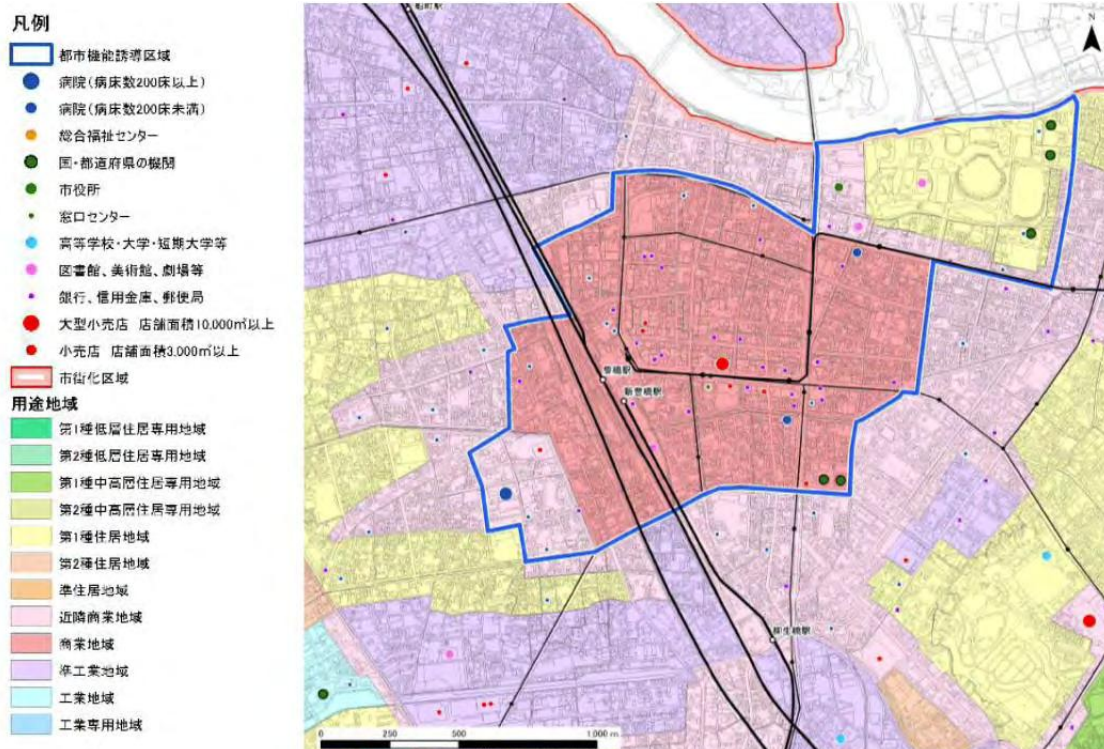 凡例
都市機能誘導区域
病院(病床数200床以上)
病院(病床数200床未満)
総合福祉センター
国・都道府県の機関
市役所
窓口センター
高等学校・大学・短期大学等
図書館、美術館、劇場等
銀行、信用金庫、郵便局
大型小売店 店舗面積10,000㎡以上
小売店 店舗面積3,000㎡以上
市街化区域
用途地域
第1種低層住居専用地域
第2種低層住居専用地域
第1種中高層住居専用地域
第2種中高層住居専用地域
第1種住居地域
第2種住居地域
準住居地域
近隣商業地域
商業地域
準工業地域
工業地域
工業専用地域
船町駅
N
豊橋駅
新豊橋駅
柳生橋駅
0 250 500 1,000 m